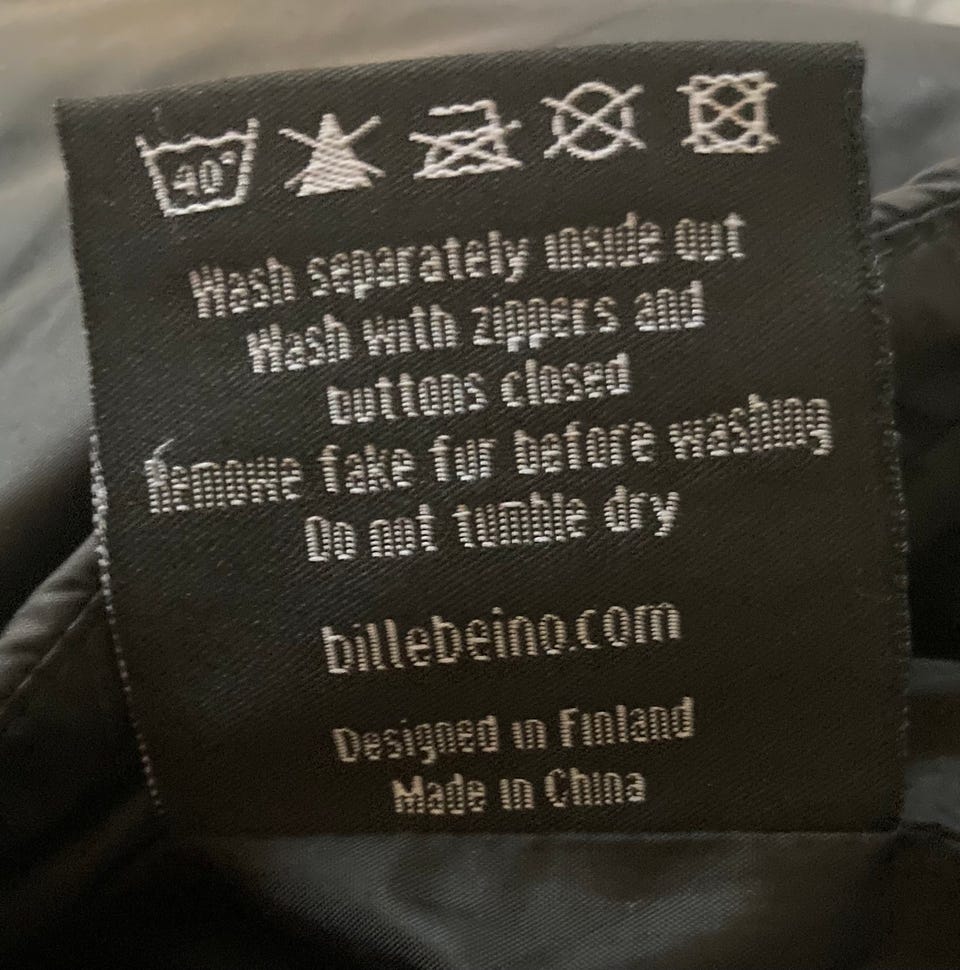 40°
Wash separately inside out
Wash with zippers and
buttons closed
Remowe fake fur before washing
Do not tumble dry
billebeino.com
Designed in Finland
Made in China